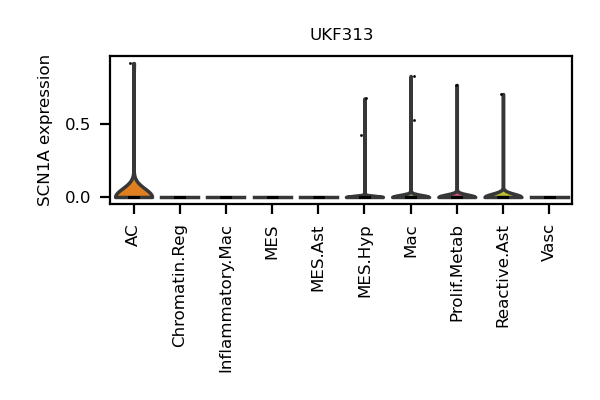 UKF313
SCN1A expression
0.5
0.0
AC
Chromatin.Reg
Inflammatory.Mac
MES
MES.Ast
MES.Hyp
Mac
Prolif.Metab
Reactive.Ast
Vasc